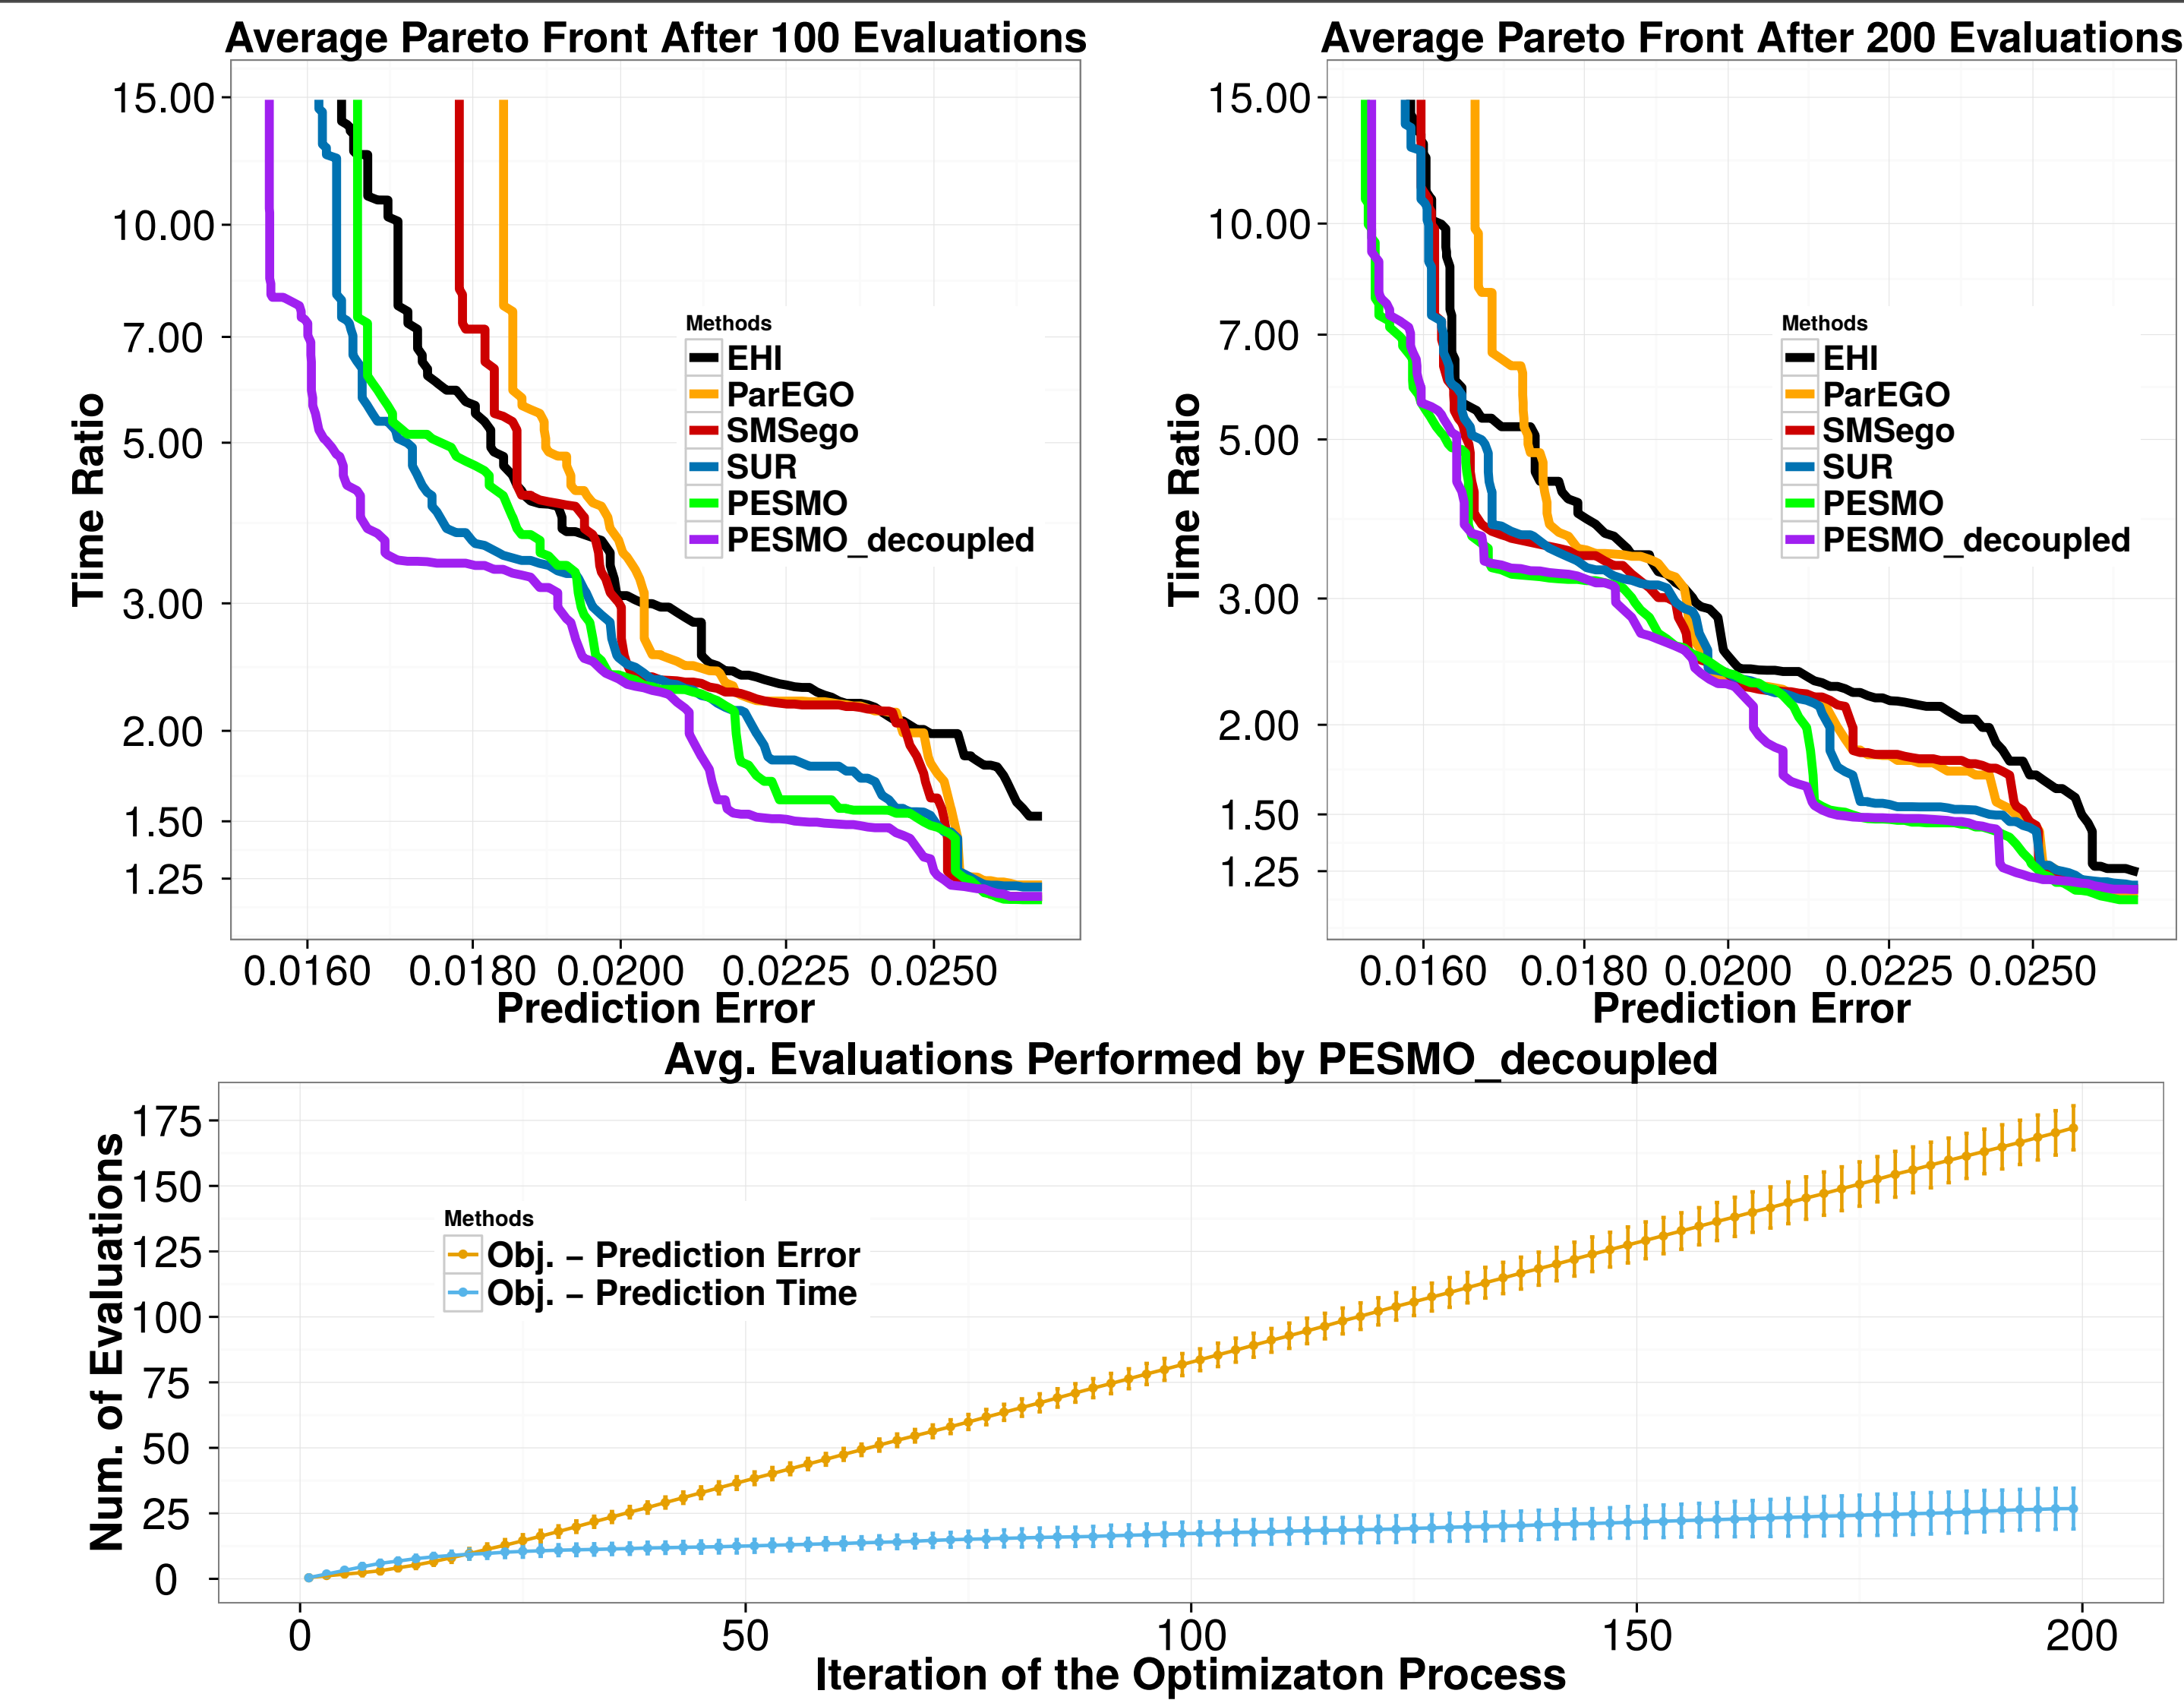 Average Pareto Front After 100 Evaluations
15.00
10.00
7.00
5.00
3.00
2.00
1.50
1.25
Time Ratio
Methods
EHI
ParEGO
SMSego
SUR
PESMO
PESMO_decoupled
0.0160
0.0180
0.0200
0.0225
0.0250
Prediction Error
Average Pareto Front After 200 Evaluations
15.00
10.00
7.00
5.00
3.00
2.00
1.50
1.25
Time Ratio
Methods
EHI
ParEGO
SMSego
SUR
PESMO
PESMO_decoupled
0.0160
0.0180
0.0200
0.0225
0.0250
Prediction Error
Avg. Evaluations Performed by PESMO_decoupled
175
150
125
100
75
50
25
0
Num. of Evaluations
Methods
Obj. – Prediction Error
Obj. – Prediction Time
0
50
100
150
200
Iteration of the Optimizaton Process